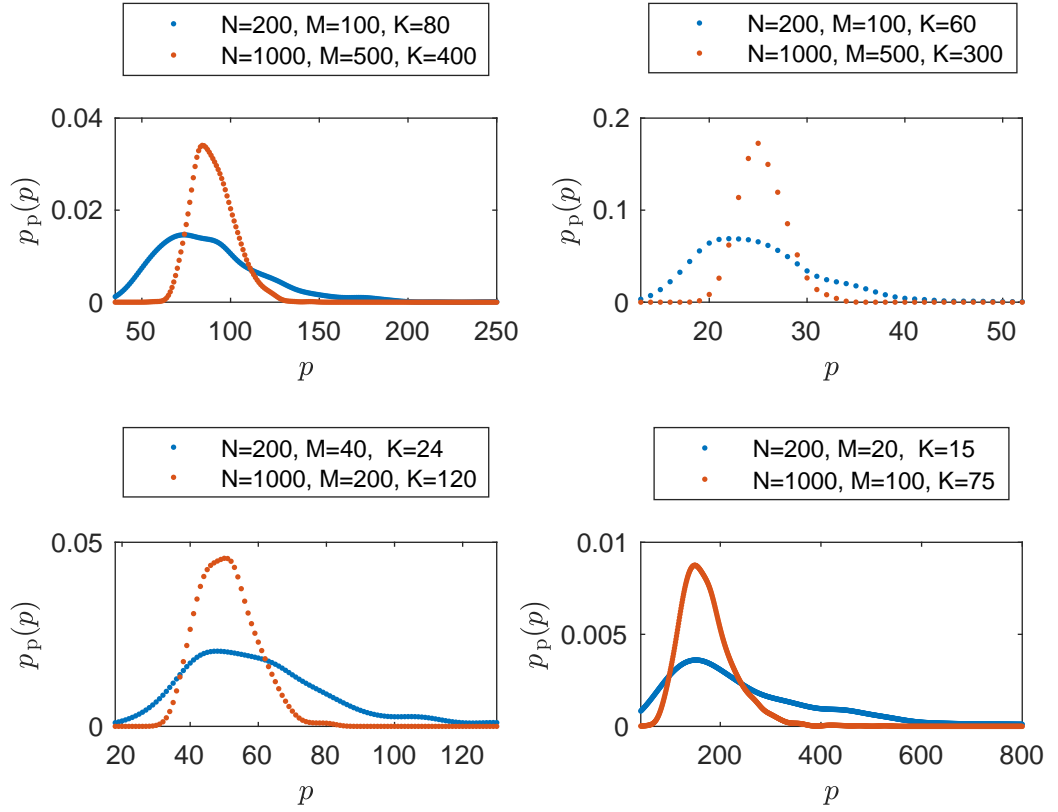 N=200, M=100, K=80
N=1000, M=500, K=400
N=200, M=100, K=60
N=1000, M=500, K=300
0.04
0.02
0
p_p(p)
50 100 150 200 250
p
0.2
0.1
0
p_p(p)
20 30 40 50
p
N=200, M=40, K=24
N=1000, M=200, K=120
N=200, M=20, K=15
N=1000, M=100, K=75
0.05
0
p_p(p)
20 40 60 80 100 120
p
0.01
0.005
0
p_p(p)
200 400 600 800
p